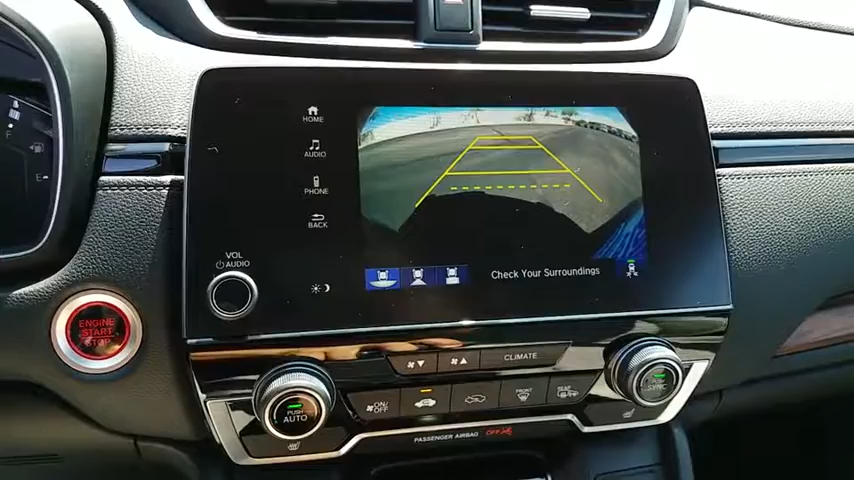 HOME
AUDIO
PHONE
BACK
VOL
AUDIO
Check Your Surroundings
ENGINE
START
STOP
CLIMATE
ON/
OFF
FRONT
REAR
PUSH
AUTO
PUSH
SYNC
PASSENGER AIRBAG OFF